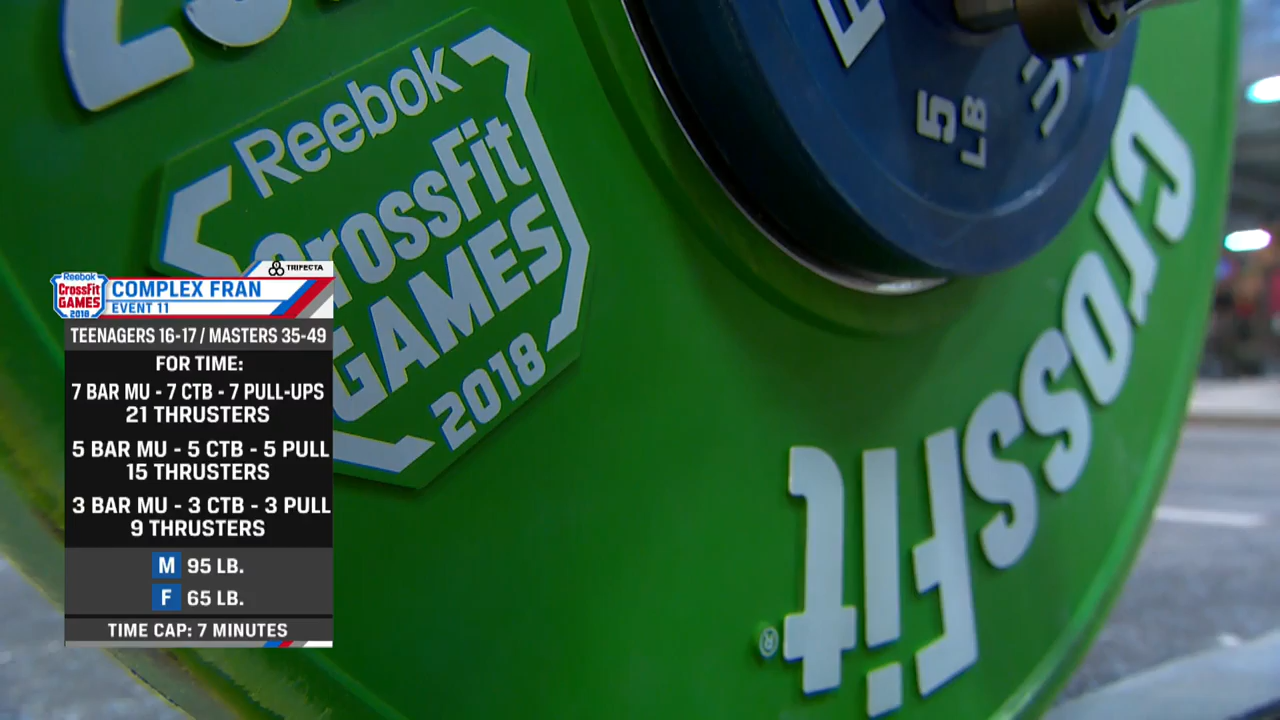 Reebok
CrossFit
GAMES
2018
5
LB
CrossFit
®
TRIFECTA
Reebok
CrossFit
GAMES
2018
COMPLEX FRAN
EVENT 11
TEENAGERS 16-17 / MASTERS 35-49
FOR TIME:
7 BAR MU - 7 CTB - 7 PULL-UPS
21 THRUSTERS
5 BAR MU - 5 CTB - 5 PULL
15 THRUSTERS
3 BAR MU - 3 CTB - 3 PULL
9 THRUSTERS
M 95 LB.
F 65 LB.
TIME CAP: 7 MINUTES